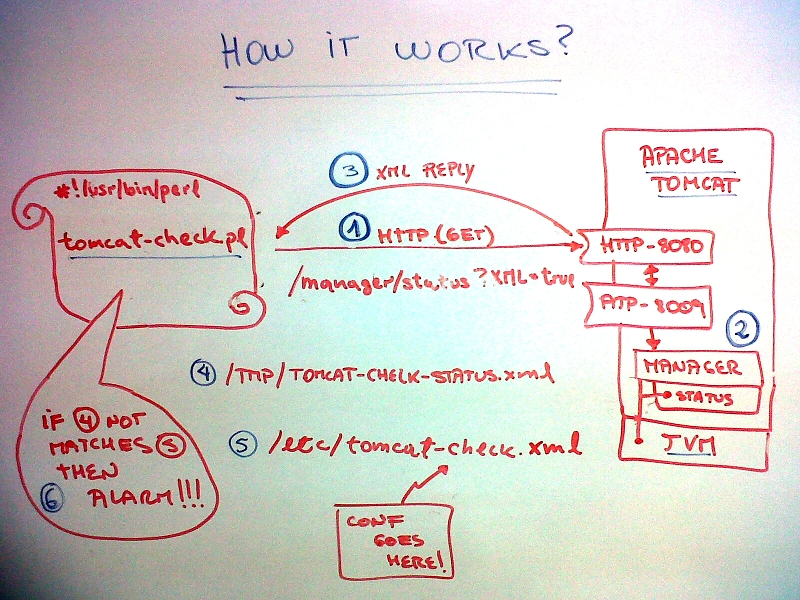 HOW iT WORKS?
#!/usr/bin/perl
tomcat-check.pl
3 XML REPLY
1 HTTP (GET)
/manager/status?XML=true
APACHE
TOMCAT
HTTP-8080
AJP-8009
2
MANAGER
STATUS
JVM
4 /TMP/TOMCAT-CHECK-STATUS.xml
5 /etc/tomcat-check.xml
CONF
GOES
HERE!
iF 4 NOT
MATCHES 5
THEN
6 ALARM!!!